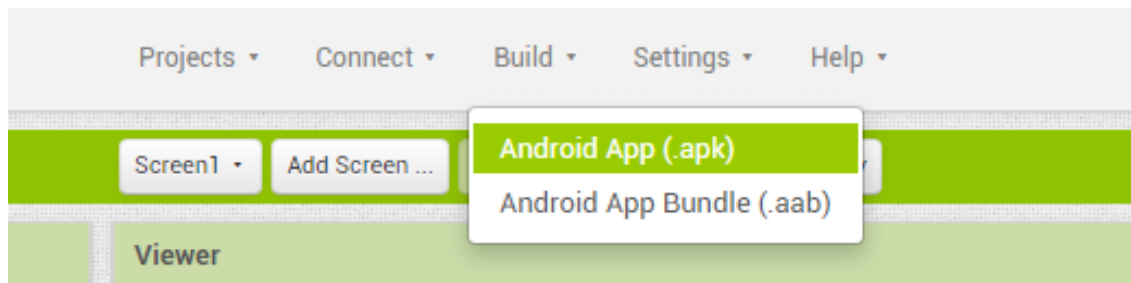 Projects Connect Build Settings Help
Android App (.apk)
Screen1 Add Screen ...
Android App Bundle (.aab)
Viewer